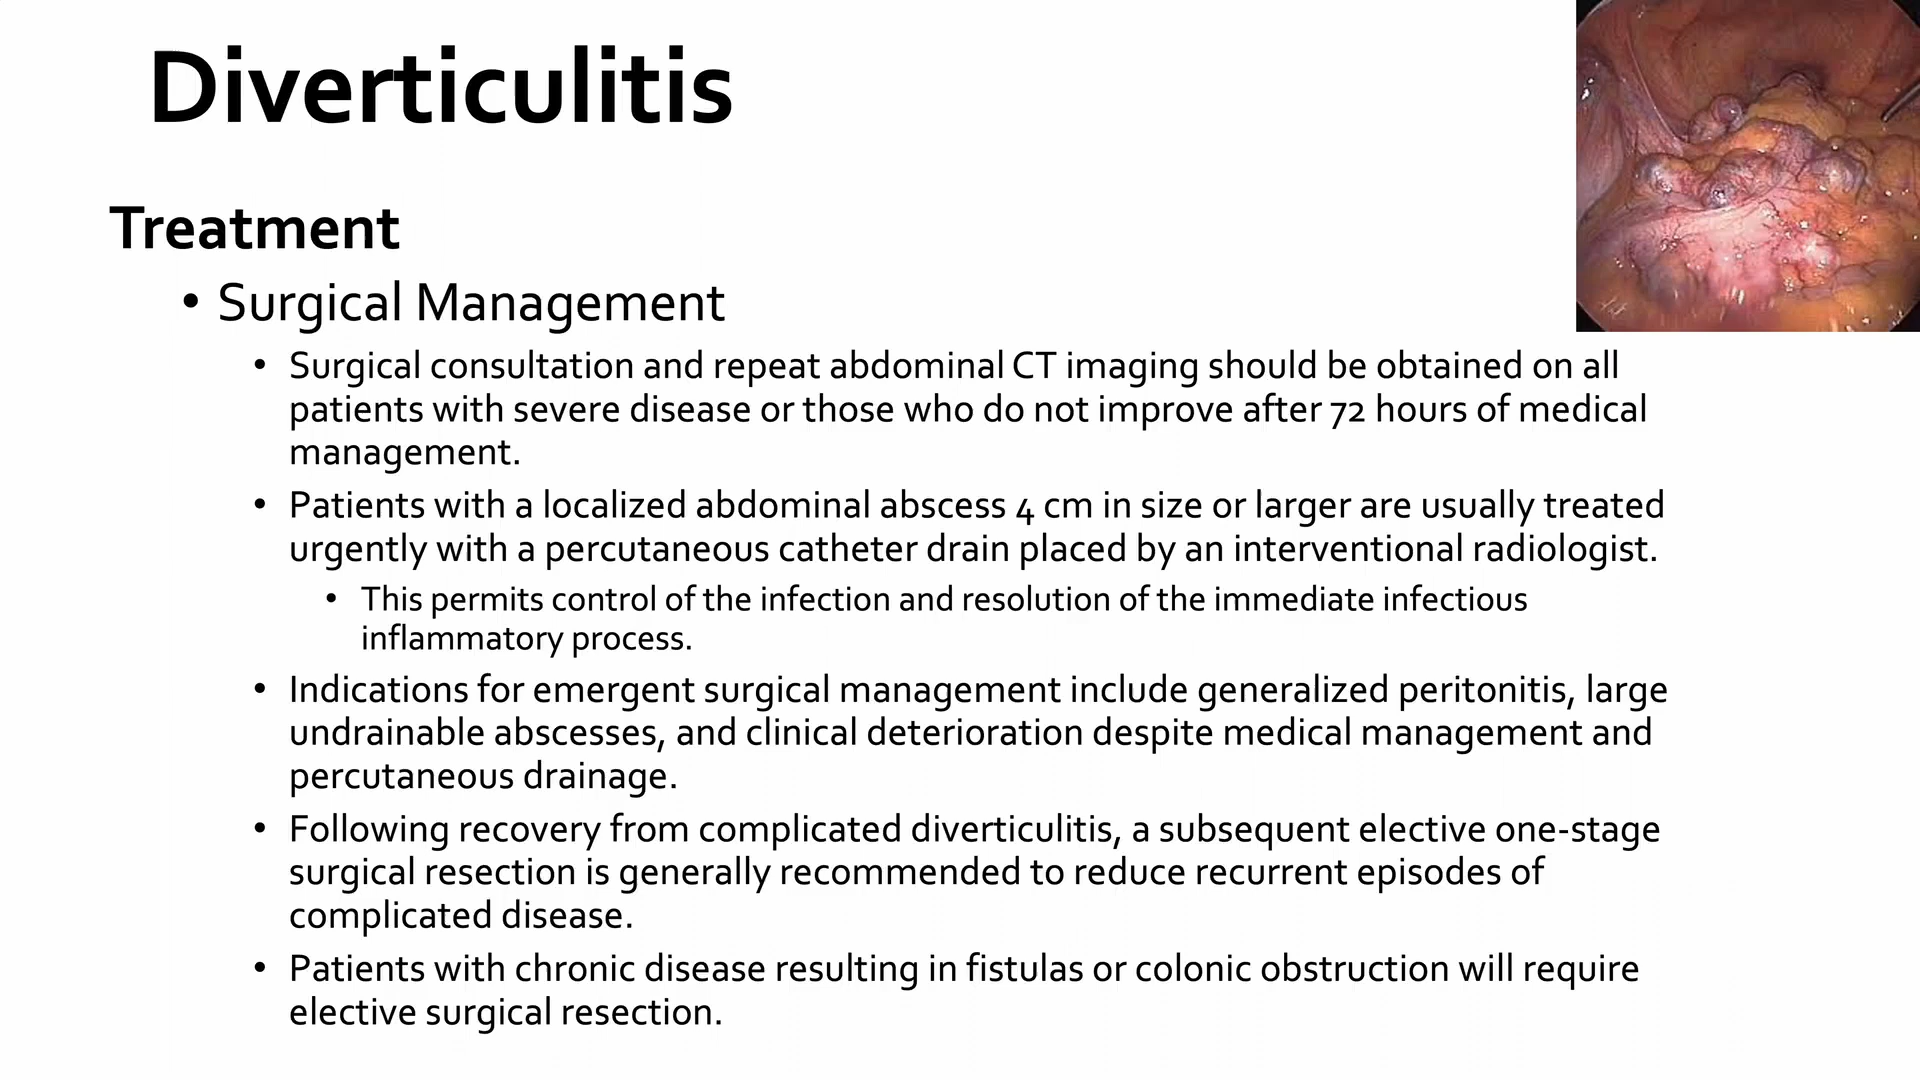 Diverticulitis
Treatment
• Surgical Management
• Surgical consultation and repeat abdominal CT imaging should be obtained on all
patients with severe disease or those who do not improve after 72 hours of medical
management.
• Patients with a localized abdominal abscess 4 cm in size or larger are usually treated
urgently with a percutaneous catheter drain placed by an interventional radiologist.
• This permits control of the infection and resolution of the immediate infectious
inflammatory process.
• Indications for emergent surgical management include generalized peritonitis, large
undrainable abscesses, and clinical deterioration despite medical management and
percutaneous drainage.
• Following recovery from complicated diverticulitis, a subsequent elective one-stage
surgical resection is generally recommended to reduce recurrent episodes of
complicated disease.
• Patients with chronic disease resulting in fistulas or colonic obstruction will require
elective surgical resection.